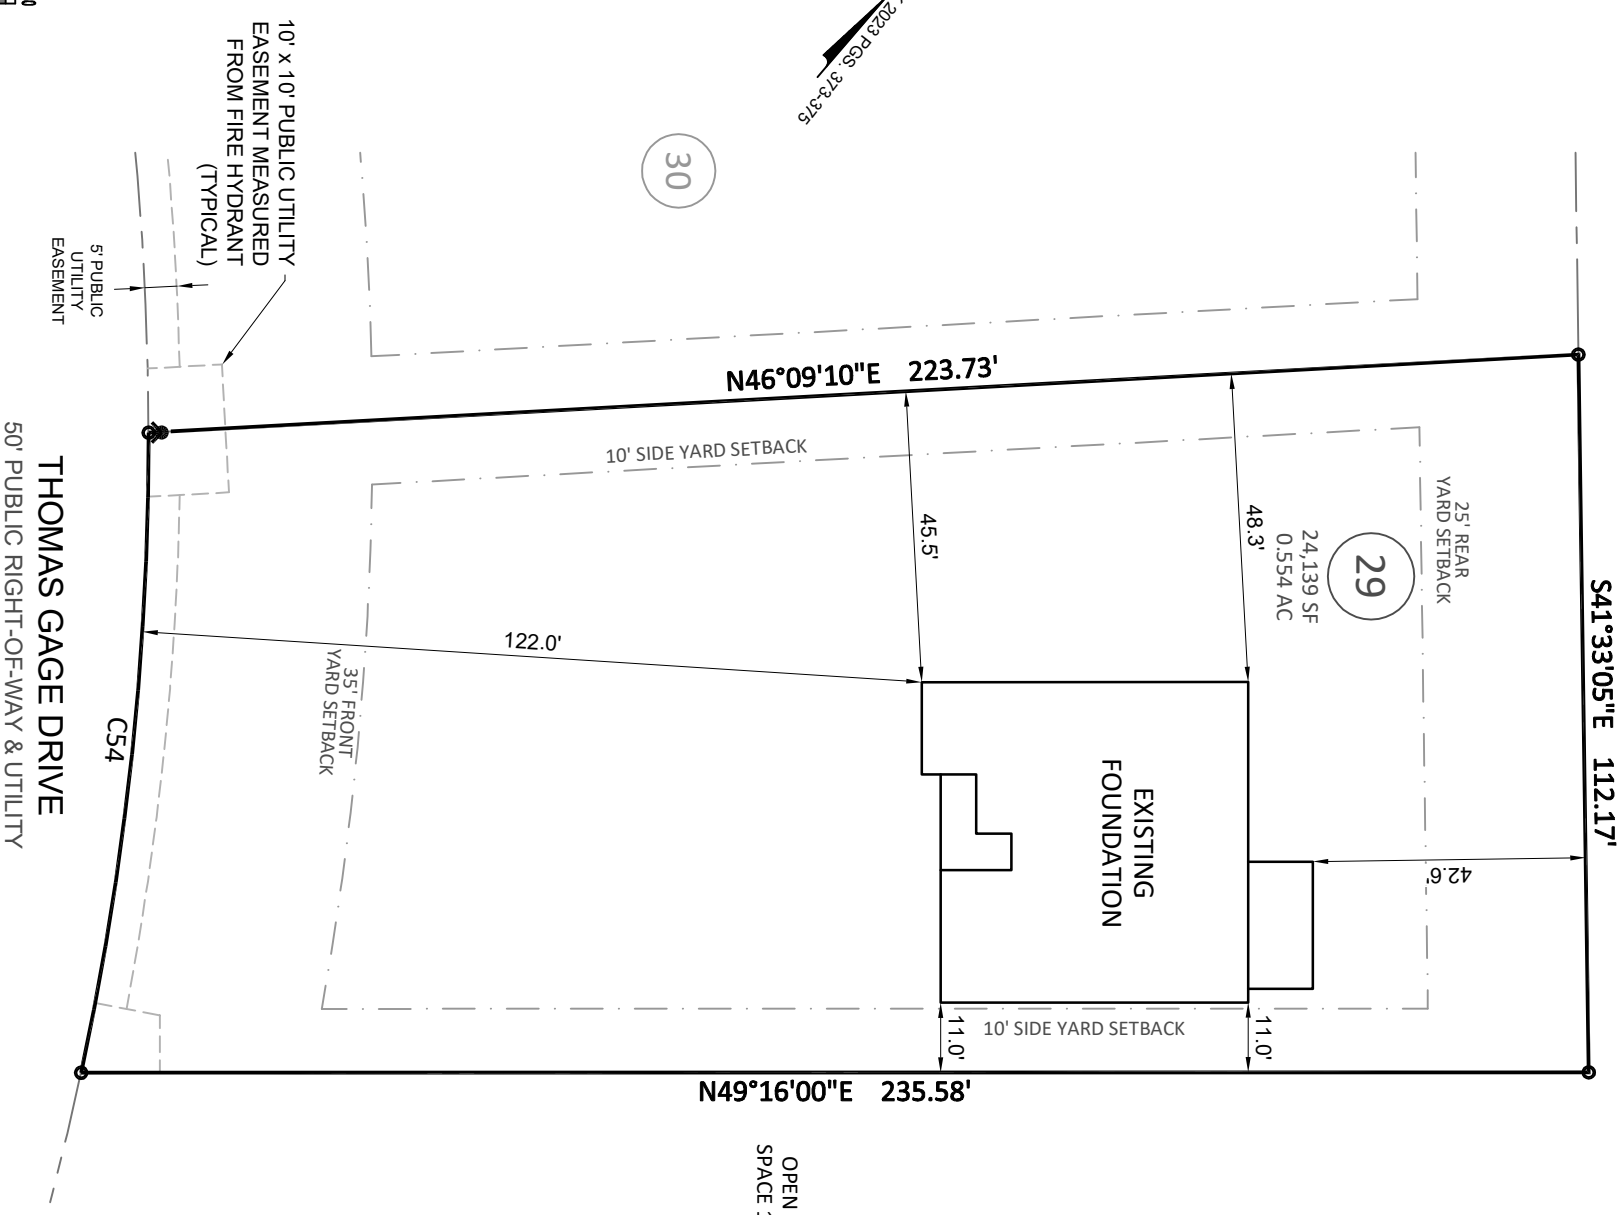 2023 PGS. 373-375
10' x 10' PUBLIC UTILITY
EASEMENT MEASURED
FROM FIRE HYDRANT
(TYPICAL)
30
5' PUBLIC
UTILITY
EASEMENT
N46°09'10"E 223.73'
10' SIDE YARD SETBACK
25' REAR
YARD SETBACK
29
24,139 SF
0.554 AC
48.3'
45.5'
S41°33'05"E 112.17'
122.0'
35' FRONT
YARD SETBACK
C54
THOMAS GAGE DRIVE
50' PUBLIC RIGHT-OF-WAY & UTILITY
EXISTING
FOUNDATION
42.6'
11.0'
10' SIDE YARD SETBACK
11.0'
N49°16'00"E 235.58'
OPEN
SPACE